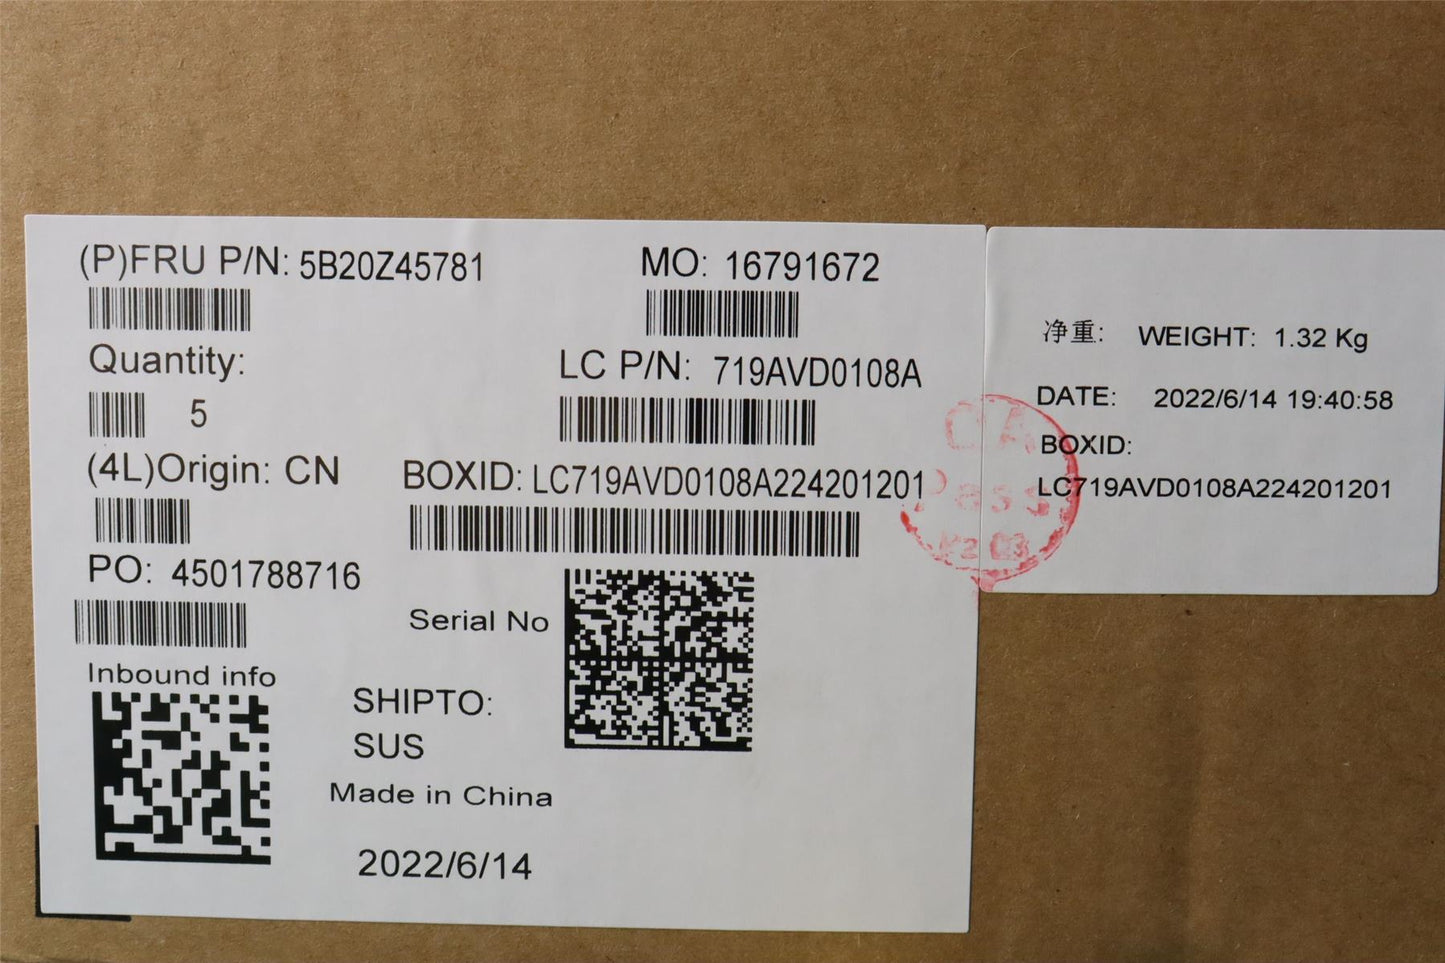 (P)FRU P/N: 5B20Z45781
MO: 16791672
Quantity:
5
LC P/N: 719AVD0108A
(4L)Origin: CN
BOXID: LC719AVD0108A224201201
PO: 4501788716
Serial No
Inbound info
SHIPTO:
SUS
Made in China
2022/6/14
净重: WEIGHT: 1.32 Kg
DATE: 2022/6/14 19:40:58
BOXID:
LC719AVD0108A224201201
Pass